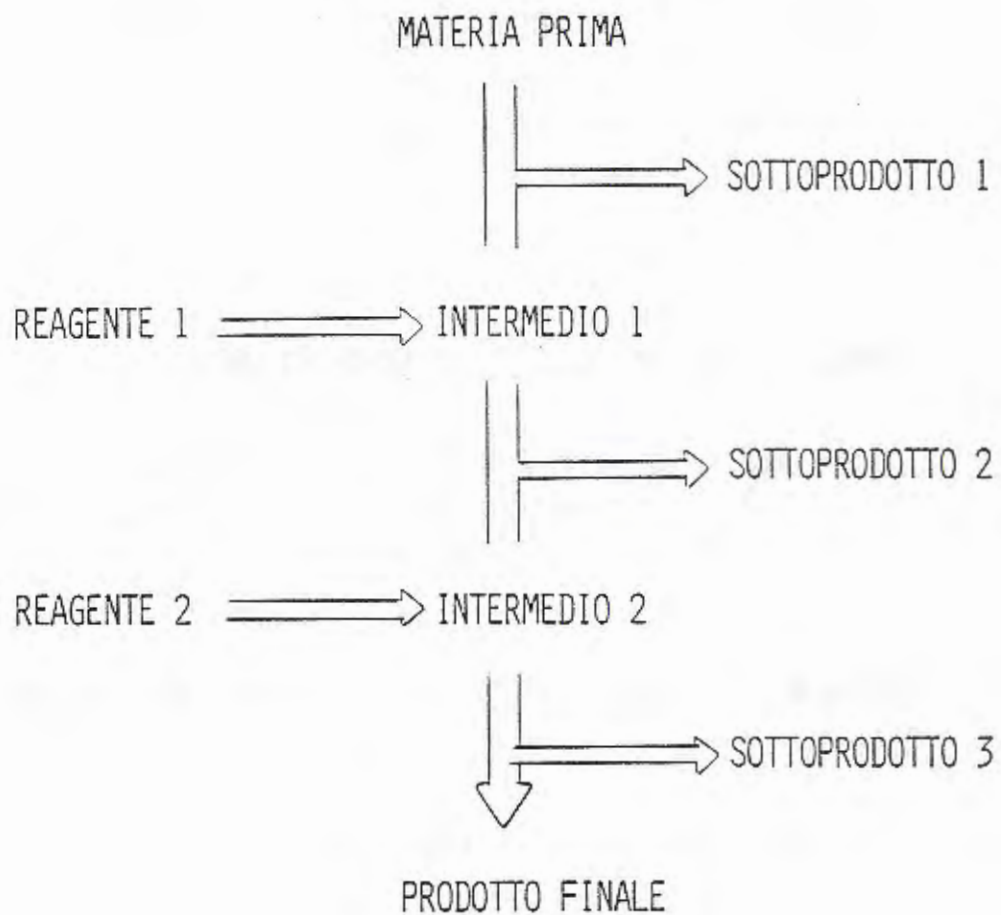 MATERIA PRIMA
SOTTOPRODOTTO 1
REAGENTE 1
INTERMEDIO 1
SOTTOPRODOTTO 2
REAGENTE 2
INTERMEDIO 2
SOTTOPRODOTTO 3
PRODOTTO FINALE